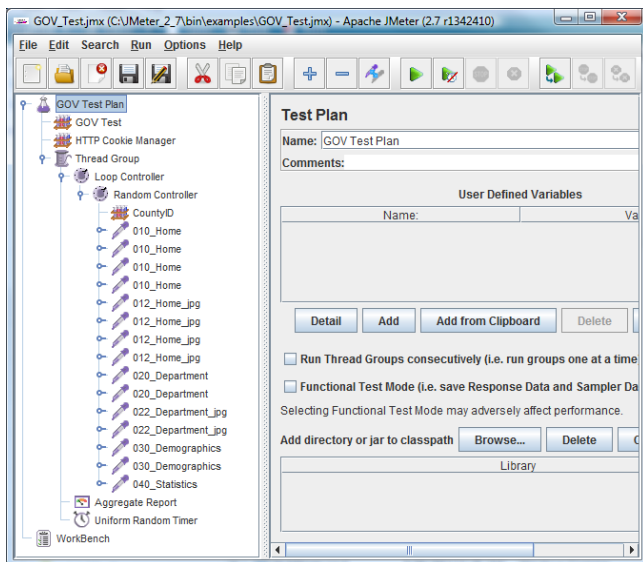 GOV_Test.jmx (C:\JMeter_2_7\bin\examples\GOV_Test.jmx) - Apache JMeter (2.7 r1342410)
File Edit Search Run Options Help
GOV Test Plan
GOV Test
HTTP Cookie Manager
Thread Group
Loop Controller
Random Controller
CountyID
010_Home
010_Home
010_Home
010_Home
012_Home_jpg
012_Home_jpg
012_Home_jpg
012_Home_jpg
020_Department
020_Department
022_Department_jpg
022_Department_jpg
030_Demographics
030_Demographics
040_Statistics
Aggregate Report
Uniform Random Timer
WorkBench
Test Plan
Name: GOV Test Plan
Comments:
User Defined Variables
Name: Va
Detail Add Add from Clipboard Delete
Run Thread Groups consecutively (i.e. run groups one at a time
Functional Test Mode (i.e. save Response Data and Sampler Da
Selecting Functional Test Mode may adversely affect performance.
Add directory or jar to classpath Browse... Delete
Library